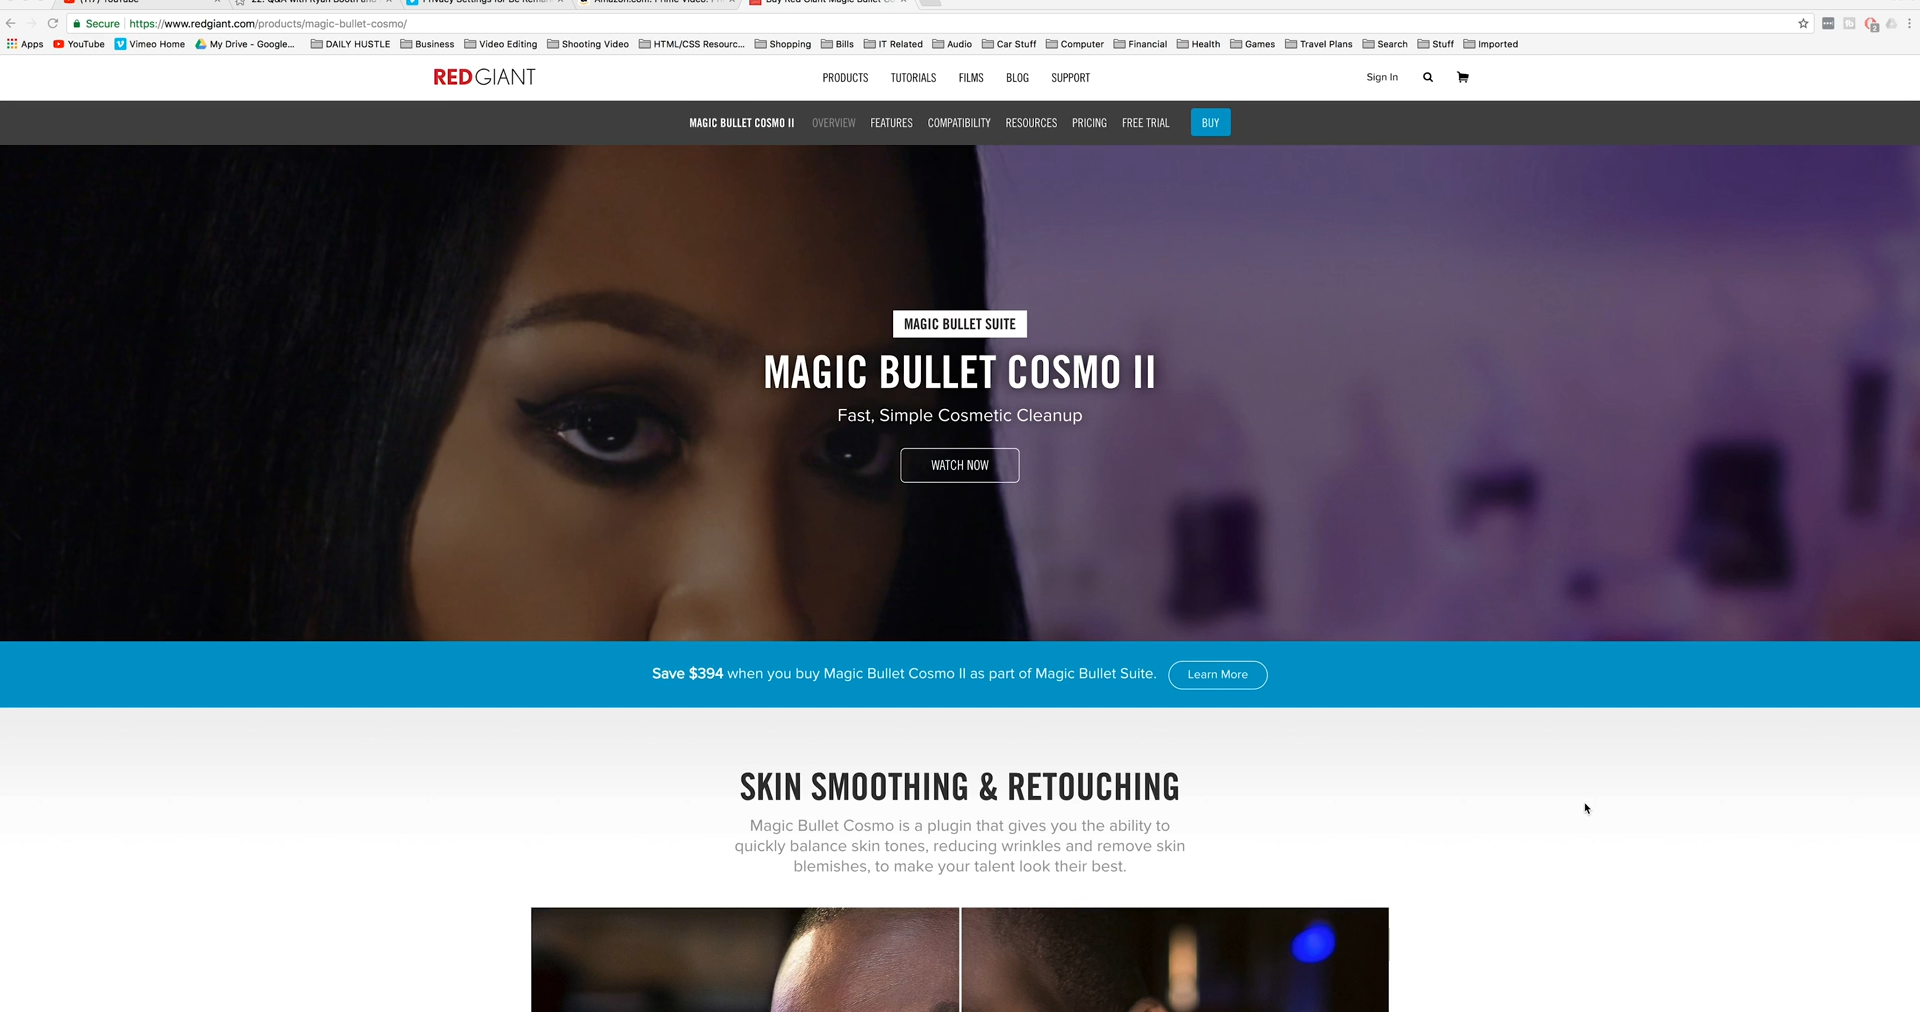 Secure https://www.redgiant.com/products/magic-bullet-cosmo/
Apps YouTube Vimeo Home My Drive - Google... DAILY HUSTLE Business Video Editing Shooting Video HTML/CSS Resourc... Shopping Bills IT Related Audio Car Stuff Computer Financial Health Games Travel Plans Search Stuff Imported
REDGIANT PRODUCTS TUTORIALS FILMS BLOG SUPPORT Sign In
MAGIC BULLET COSMO II OVERVIEW FEATURES COMPATIBILITY RESOURCES PRICING FREE TRIAL BUY
MAGIC BULLET SUITE
MAGIC BULLET COSMO II
Fast, Simple Cosmetic Cleanup
WATCH NOW
Save $394 when you buy Magic Bullet Cosmo II as part of Magic Bullet Suite. Learn More
SKIN SMOOTHING & RETOUCHING
Magic Bullet Cosmo is a plugin that gives you the ability to
quickly balance skin tones, reducing wrinkles and remove skin
blemishes, to make your talent look their best.